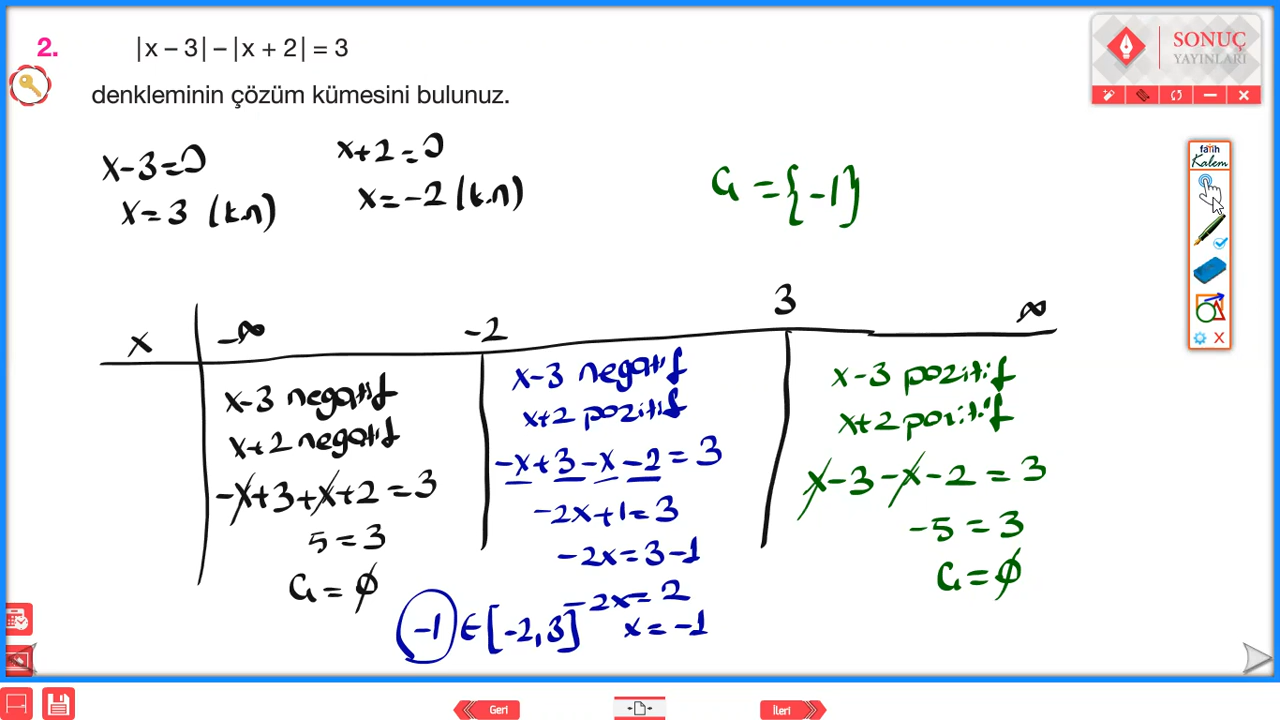 2. |x – 3| – |x + 2| = 3
denkleminin çözüm kümesini bulunuz.
SONUÇ
YAYINLARI
fatih
Kalem
x-3=0
x=3 (k.n)
x+2=0
x=-2 (k.n)
Ç={-1}
x -∞ -2 3 ∞
x-3 negatif
x+2 negatif
-x+3+x+2=3
5=3
Ç=∅
x-3 negatif
x+2 pozitif
-x+3-x-2=3
-2x+1=3
-2x=3-1
-2x=2
x=-1
-1∈[-2,3]
x-3 pozitif
x+2 pozitif
x-3-x-2=3
-5=3
Ç=∅
Geri
İleri